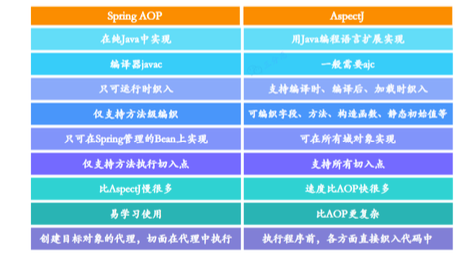 Spring AOP AspectJ
在纯Java中实现 用Java编程语言扩展实现
编译器javac 一般需要ajc
只可运行时织入 支持编译时、编译后、加载时织入
仅支持方法级编织 可编织字段、方法、构造函数、静态初始值等
只可在Spring管理的Bean上实现 可在所有域对象实现
仅支持方法执行切入点 支持所有切入点
比AspectJ慢很多 速度比AOP快很多
易学习使用 比AOP更复杂
创建目标对象的代理，切面在代理中执行 执行程序前，各方面直接织入代码中